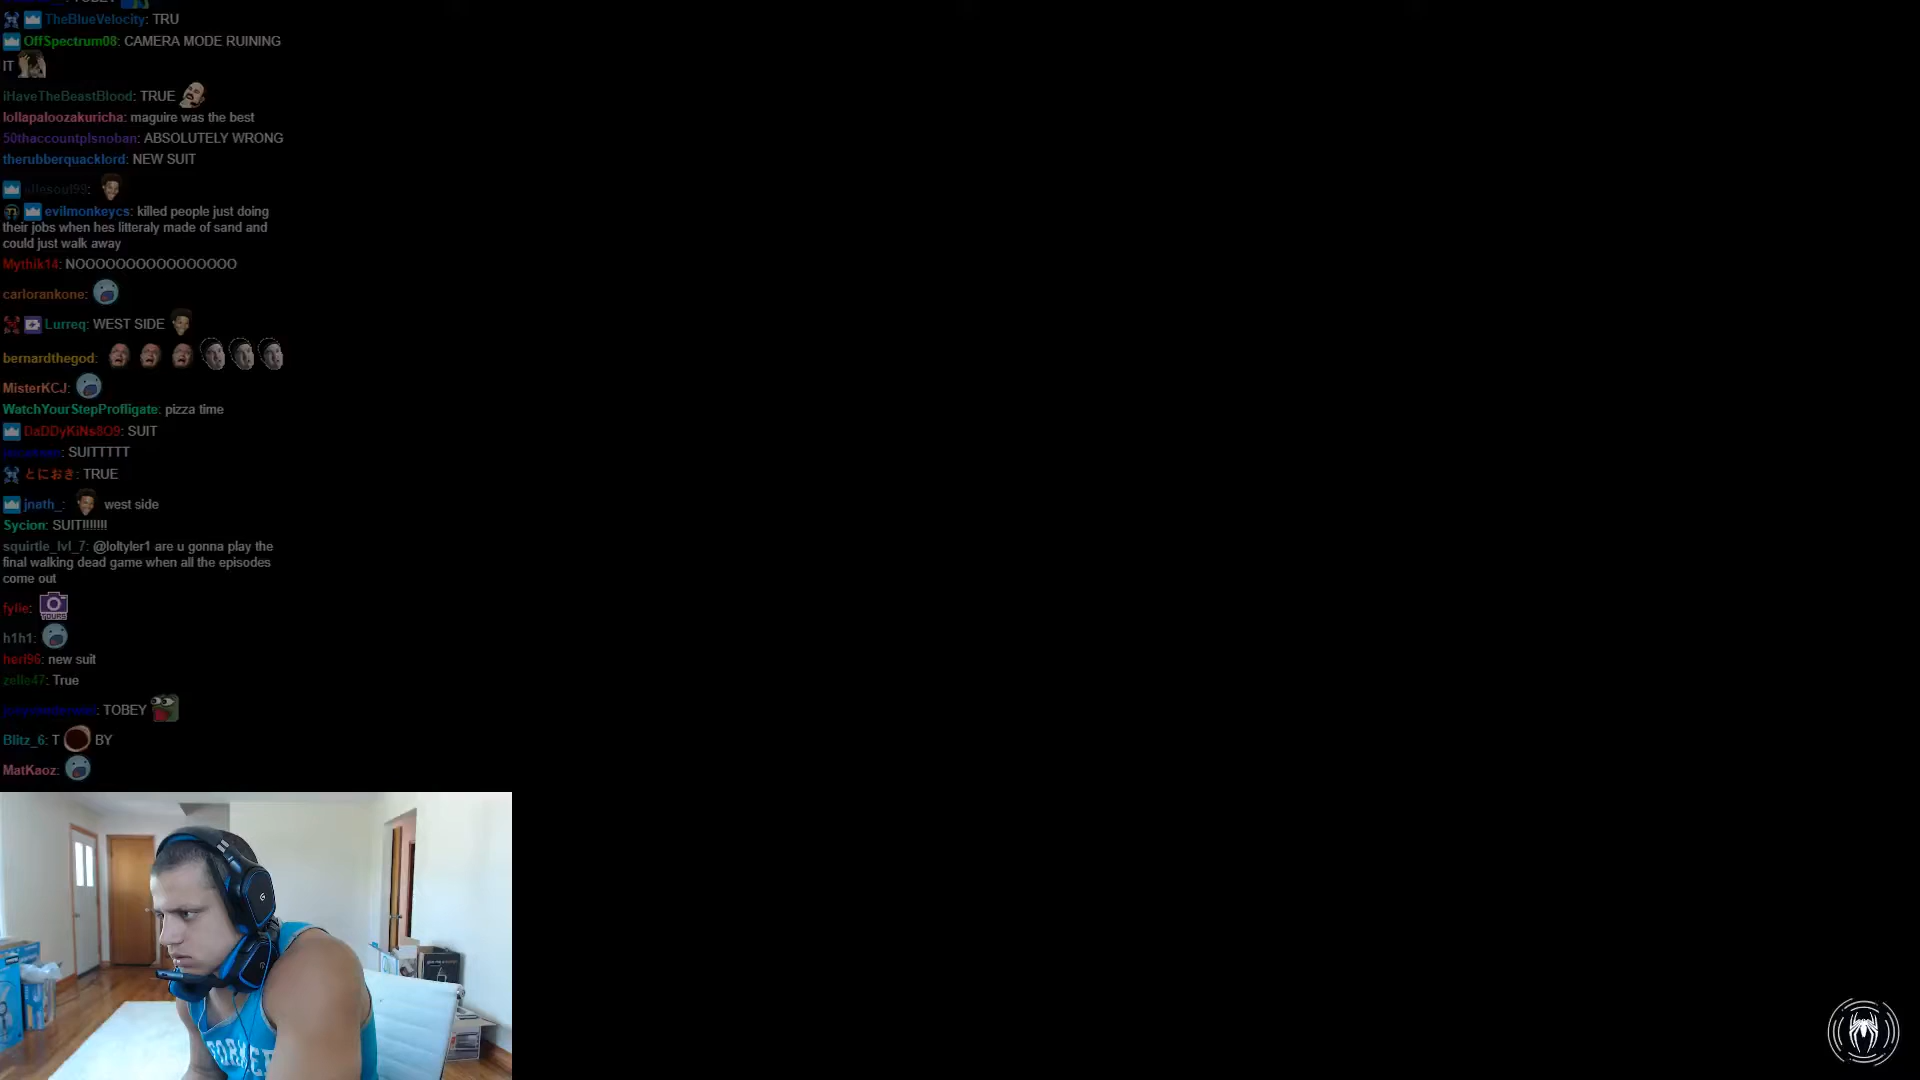 TheBlueVelocity: TRU
OffSpectrum08: CAMERA MODE RUINING
IT
iHaveTheBeastBlood: TRUE
lollapaloozakuricha: maguire was the best
50thaccountplsnoban: ABSOLUTELY WRONG
therubberquacklord: NEW SUIT
evilmonkeycs: killed people just doing
their jobs when hes litteraly made of sand and
could just walk away
Mythik14: NOOOOOOOOOOOOOOOO
carlorankone:
Lurreq: WEST SIDE
bernardthegod:
MisterKCJ:
WatchYourStepProfligate: pizza time
DaDDyKiNs8O9: SUIT
: SUITTTTT
とにおき: TRUE
jnath_: west side
Sycion: SUIT!!!!!!!
squirtle_lvl_7: @loltyler1 are u gonna play the
final walking dead game when all the episodes
come out
fylie:
TOURS
h1h1:
herl96: new suit
zelle47: True
: TOBEY
Blitz_6: T BY
MatKaoz: